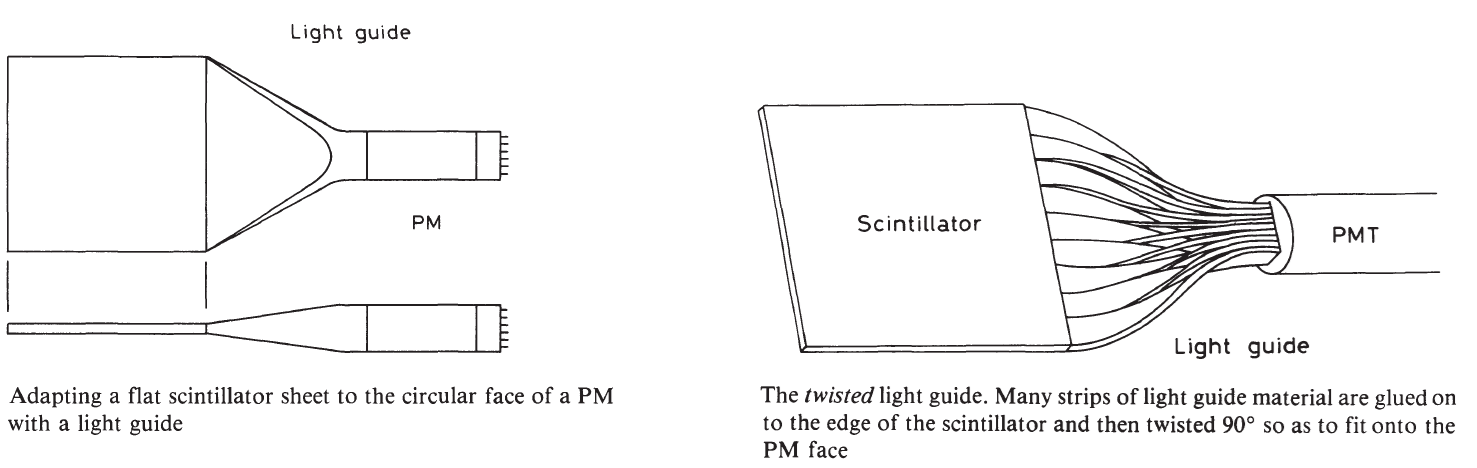 Light guide
PM
Adapting a flat scintillator sheet to the circular face of a PM
with a light guide
Scintillator
PMT
Light guide
The twisted light guide. Many strips of light guide material are glued on
to the edge of the scintillator and then twisted 90° so as to fit onto the
PM face